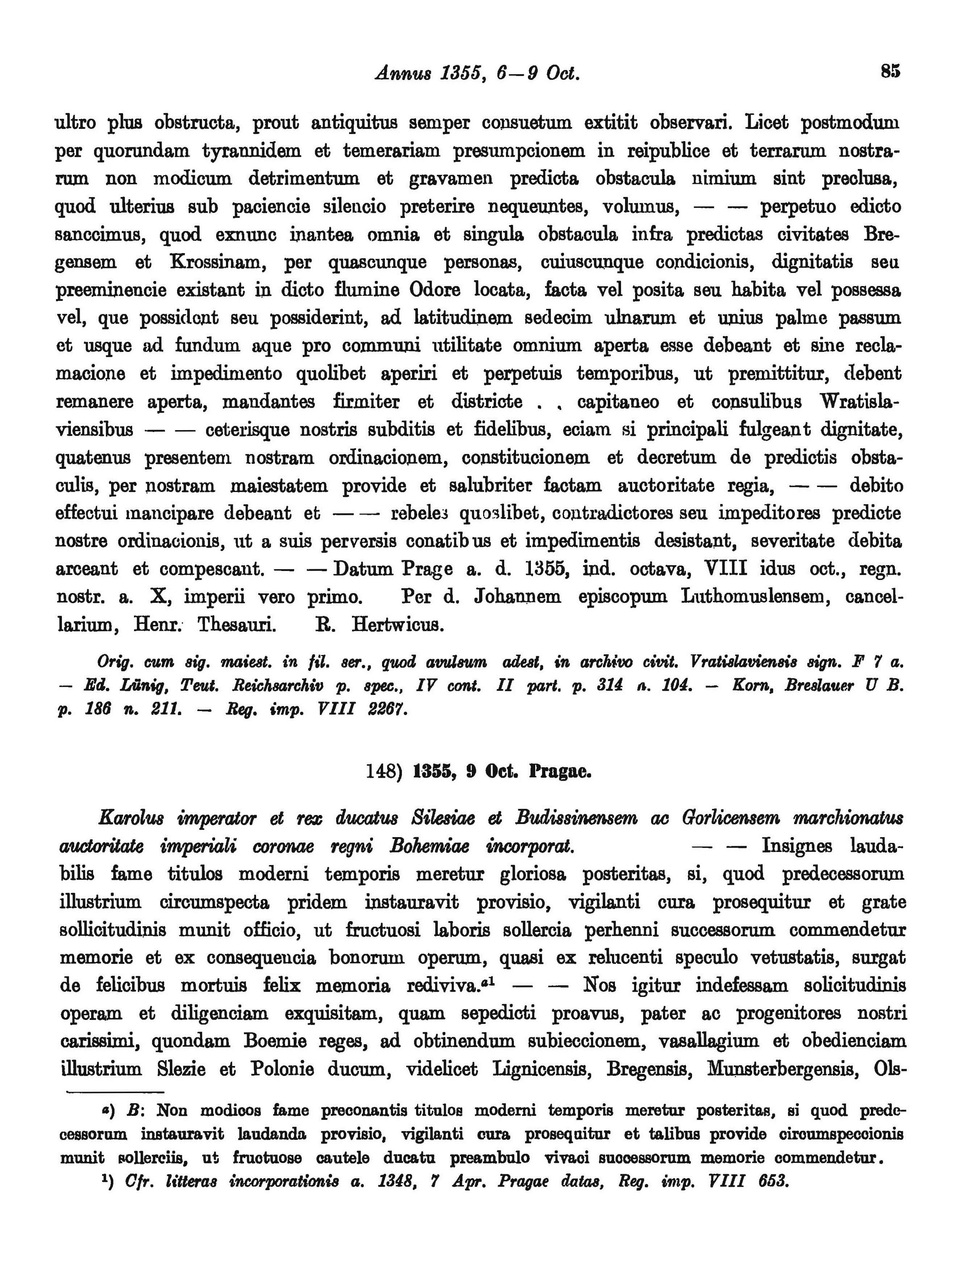 Annus 1355, 6—9 Oct. 85
ultro plus obstructa, prout antiquitus semper consuetum extitit observari. Licet postmodum
per quorundam tyrannidem et temerariam presumpcionem in reipublice et terrarum nostra-
rum non modicum detrimentum et gravamen predicta obstacula nimium sint preclusa,
quod ulterius sub paciencie silencio preterire nequeuntes, volumus, — — perpetuo edicto
sanccimus, quod exnunc inantea omnia et singula obstacula infra predictas civitates Bre-
gensem et Krossinam, per quascunque personas, cuiuscunque condicionis, dignitatis seu
preeminencie existant in dicto flumine Odore locata, facta vel posita seu habita vel possessa
vel, que possident seu possiderint, ad latitudinem sedecim ulnarum et unius palme passum
et usque ad fundum aque pro communi utilitate omnium aperta esse debeant et sine recla-
macione et impedimento quolibet aperiri et perpetuis temporibus, ut premittitur, debent
remanere aperta, mandantes firmiter et districte . . capitaneo et consulibus Wratisla-
viensibus — — ceterisque nostris subditis et fidelibus, eciam si principali fulgeant dignitate,
quatenus presentem nostram ordinacionem, constitucionem et decretum de predictis obsta-
culis, per nostram maiestatem provide et salubriter factam auctoritate regia, — — debito
effectui mancipare debeant et — — rebeles quoslibet, contradictores seu impeditores predicte
nostre ordinacionis, ut a suis perversis conatibus et impedimentis desistant, severitate debita
arceant et compescant. — — Datum Prage a. d. 1355, ind. octava, VIII idus oct., regn.
nostr. a. X, imperii vero primo. Per d. Johannem episcopum Luthomuslensem, cancel-
larium, Henr. Thesauri. R. Hertwicus.
Orig. cum sig. maiest. in fil. ser., quod avulsum adest, in archivo civit. Vratislaviensis sign. F 7 a.
— Ed. Lünig, Teut. Reichsarchiv p. spec., IV cont. II part. p. 314 n. 104. — Korn, Breslauer U B.
p. 186 n. 211. — Reg. imp. VIII 2267.
148) 1355, 9 Oct. Pragae.
Karolus imperator et rex ducatus Silesiae et Budissinensem ac Gorlicensem marchionatus
auctoritate imperiali coronae regni Bohemiae incorporat. — — Insignes lauda-
bilis fame titulos moderni temporis meretur gloriosa posteritas, si, quod predecessorum
illustrium circumspecta pridem instauravit provisio, vigilanti cura prosequitur et grate
sollicitudinis munit officio, ut fructuosi laboris sollercia perhenni successorum commendetur
memorie et ex consequencia bonorum operum, quasi ex relucenti speculo vetustatis, surgat
de felicibus mortuis felix memoria rediviva.a1 — — Nos igitur indefessam solicitudinis
operam et diligenciam exquisitam, quam sepedicti proavus, pater ac progenitores nostri
carissimi, quondam Boemie reges, ad obtinendum subieccionem, vasallagium et obedienciam
illustrium Slezie et Polonie ducum, videlicet Lignicensis, Bregensis, Munsterbergensis, Ols-
a) B: Non modicos fame preconantis titulos moderni temporis meretur posteritas, si quod prede-
cessorum instauravit laudanda provisio, vigilanti cura prosequitur et talibus provide circumspeccionis
munit sollerciis, ut fructuose cautele ducatu preambulo vivaci successorum memorie commendetur.
1) Cfr. litteras incorporationis a. 1348, 7 Apr. Pragae datas, Reg. imp. VIII 653.